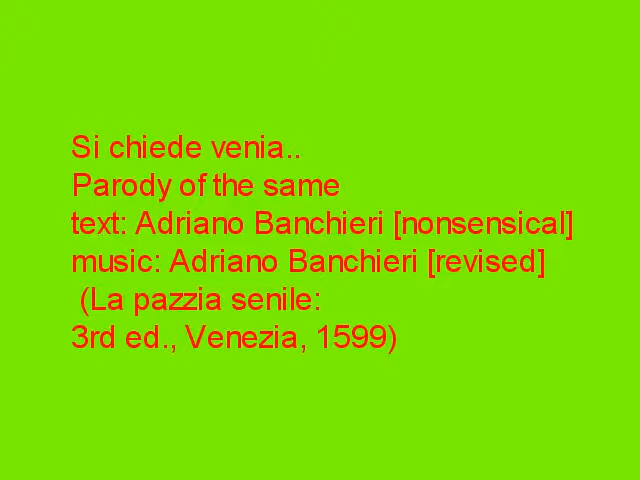 Si chiede venia..
Parody of the same
text: Adriano Banchieri [nonsensical]
music: Adriano Banchieri [revised]
(La pazzia senile:
3rd ed., Venezia, 1599)